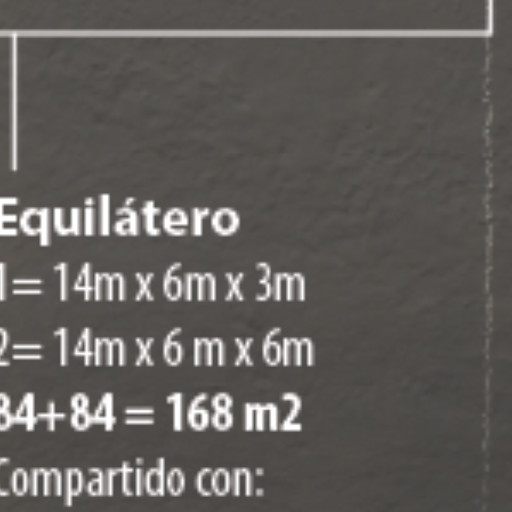 Equilátero
1= 14m x 6m x 3m
2= 14m x 6 m x 6m
84+84 = 168 m2
Compartido con: